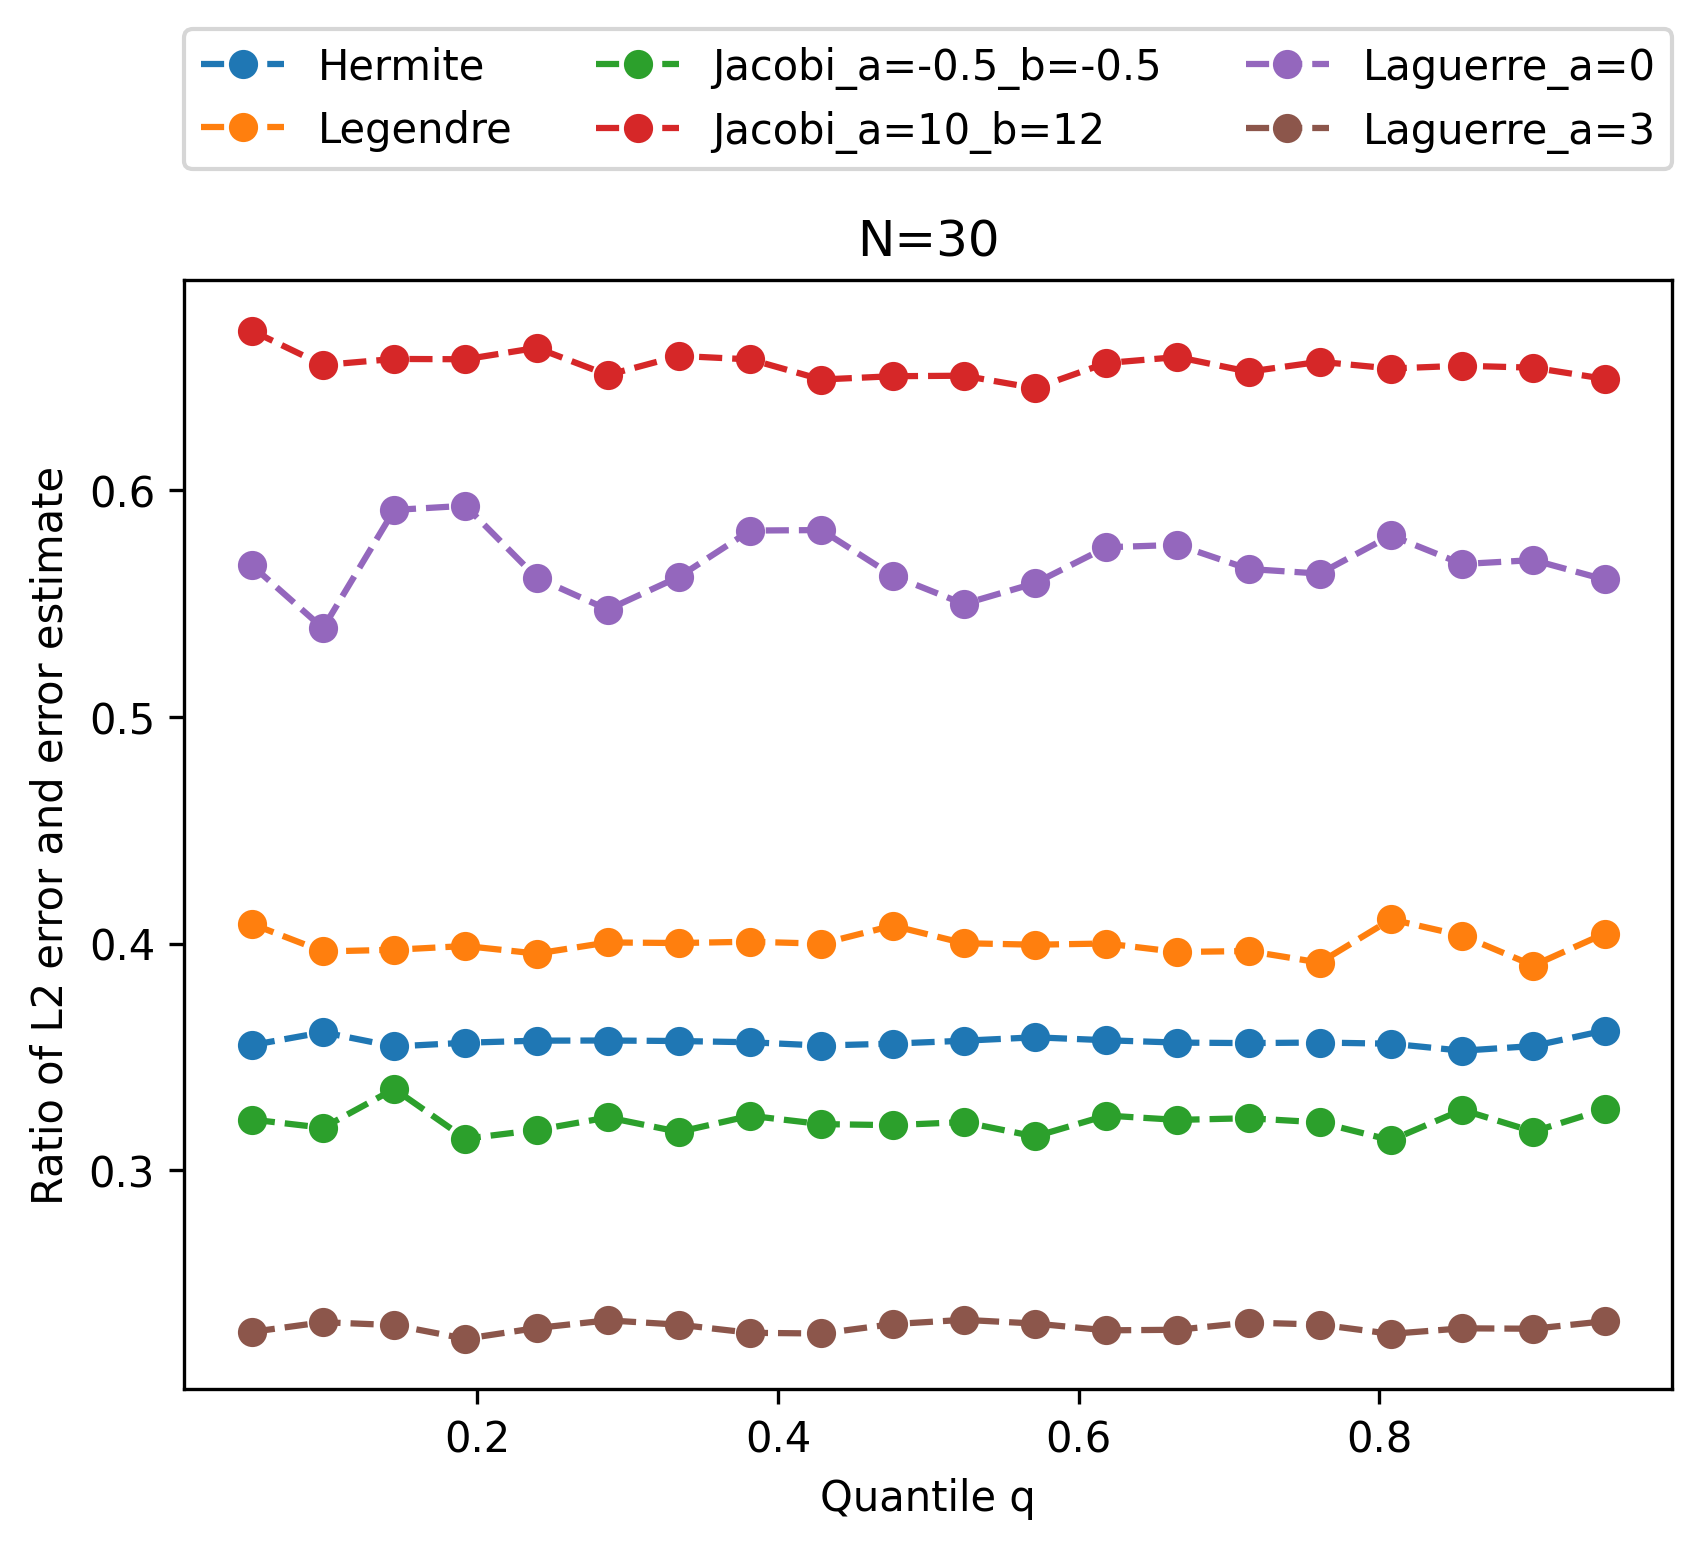 Hermite
Legendre
Jacobi_a=-0.5_b=-0.5
Jacobi_a=10_b=12
Laguerre_a=0
Laguerre_a=3
N=30
Ratio of L2 error and error estimate
0.6
0.5
0.4
0.3
0.2
0.4
0.6
0.8
Quantile q